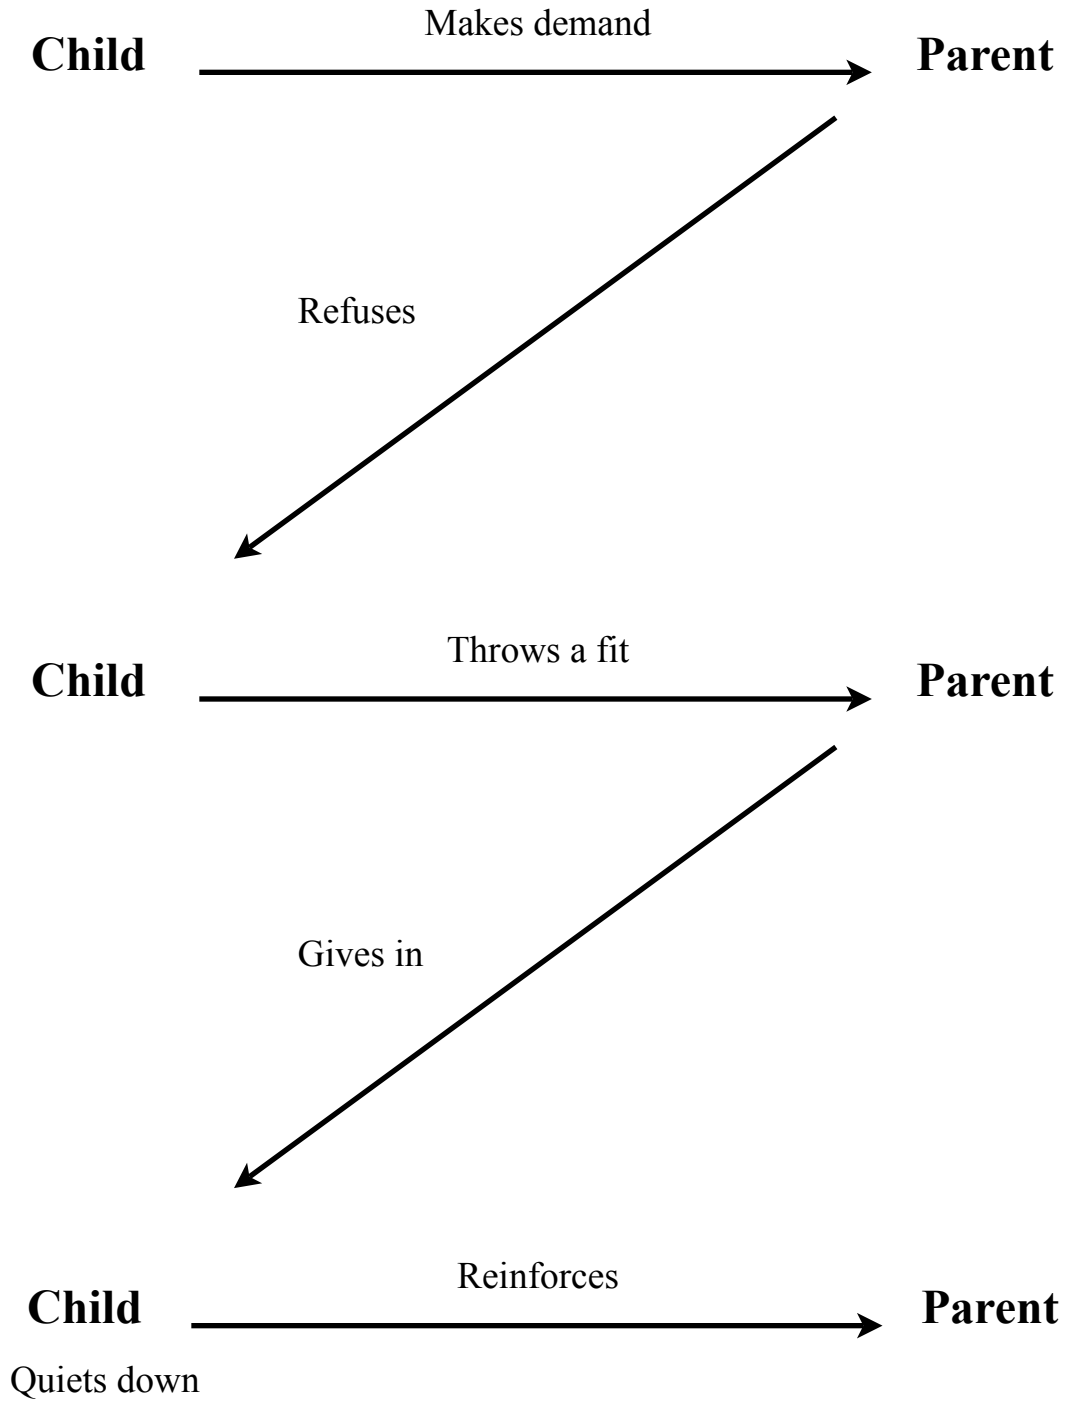 Makes demand
Child
Parent
Refuses
Throws a fit
Child
Parent
Gives in
Reinforces
Child
Parent
Quiets down